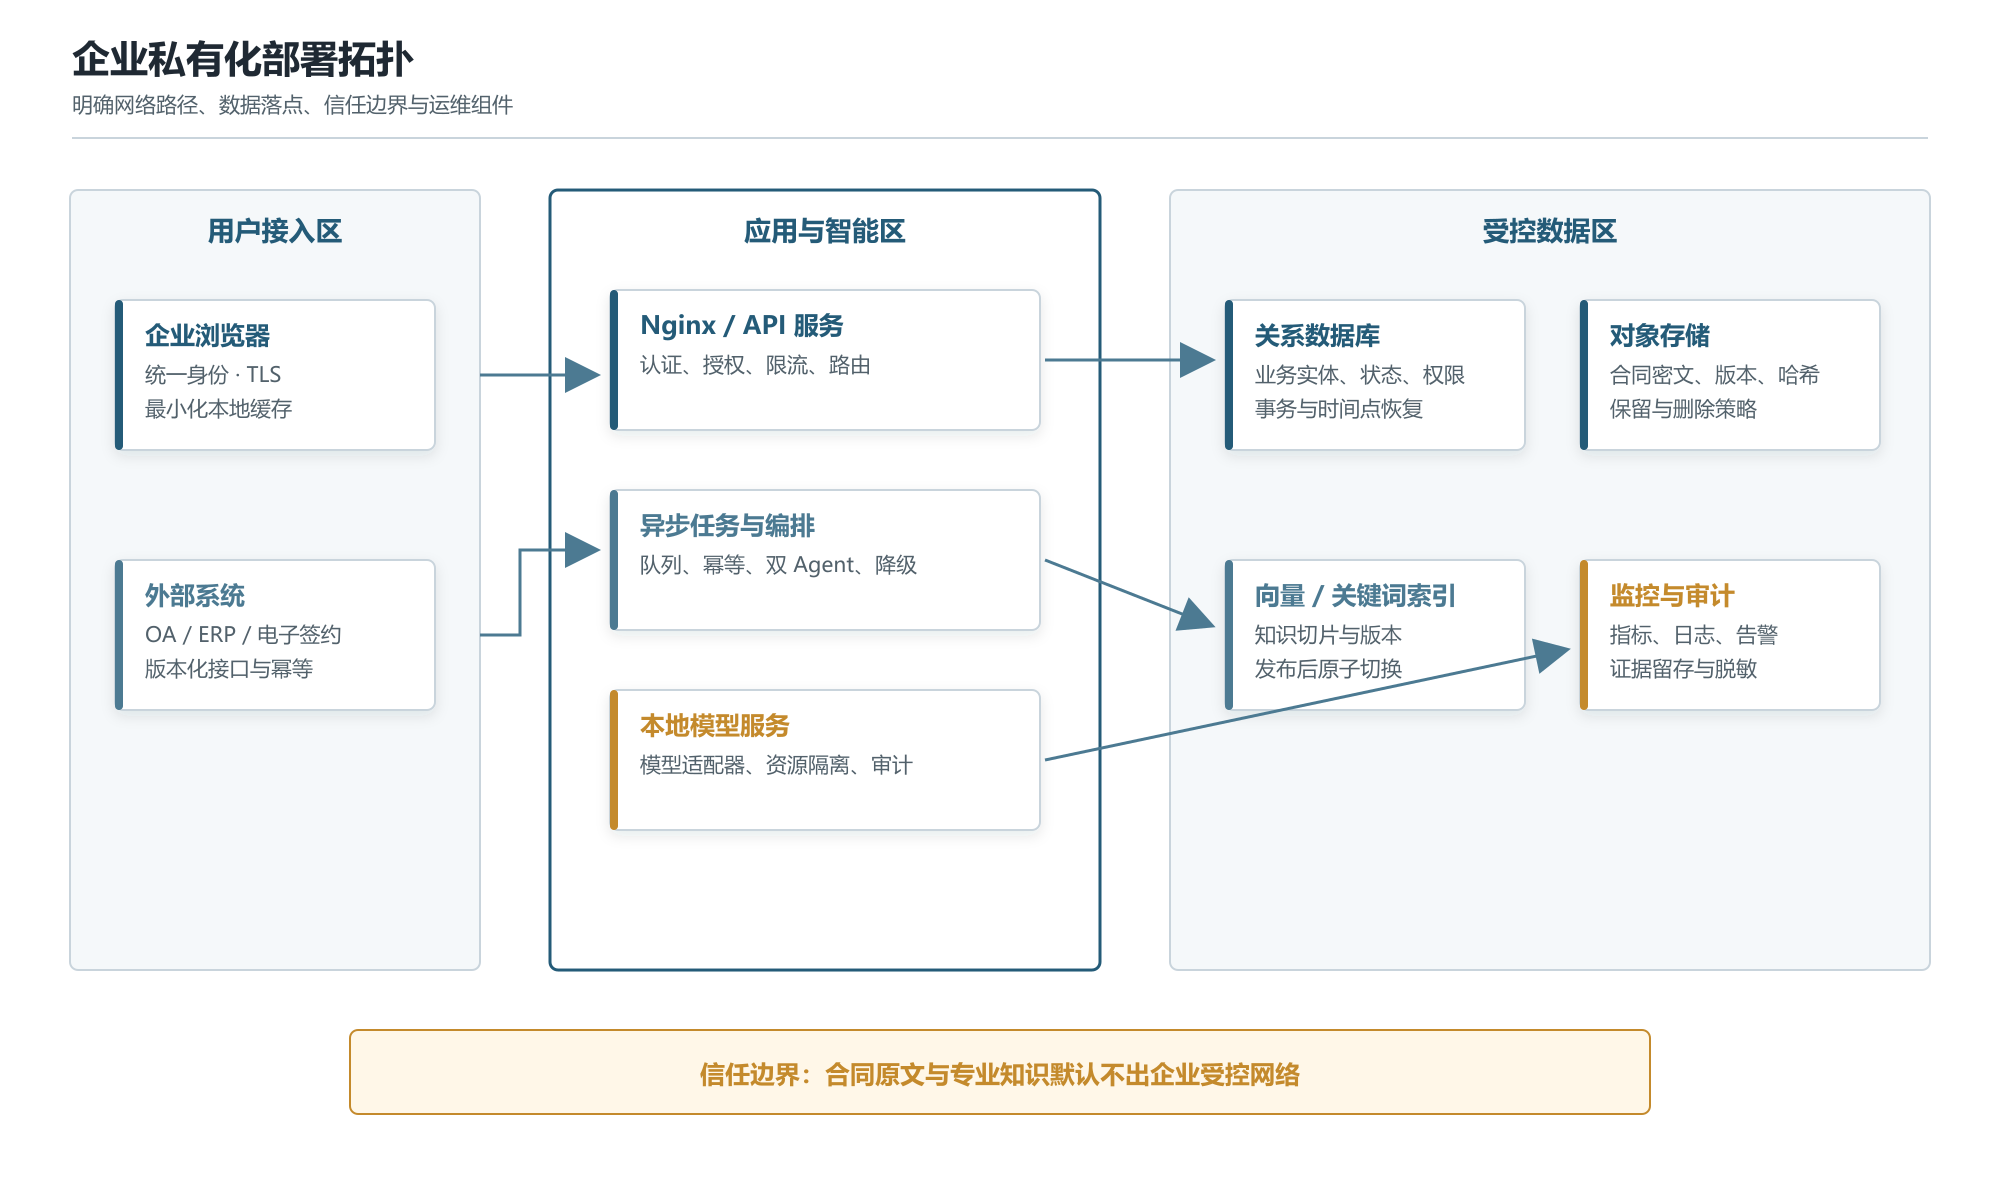 企业私有化部署拓扑
明确网络路径、数据落点、信任边界与运维组件
用户接入区
企业浏览器
统一身份 · TLS
最小化本地缓存
外部系统
OA / ERP / 电子签约
版本化接口与幂等
应用与智能区
Nginx / API 服务
认证、授权、限流、路由
异步任务与编排
队列、幂等、双 Agent、降级
本地模型服务
模型适配器、资源隔离、审计
受控数据区
关系数据库
业务实体、状态、权限
事务与时间点恢复
对象存储
合同密文、版本、哈希
保留与删除策略
向量 / 关键词索引
知识切片与版本
发布后原子切换
监控与审计
指标、日志、告警
证据留存与脱敏
信任边界：合同原文与专业知识默认不出企业受控网络